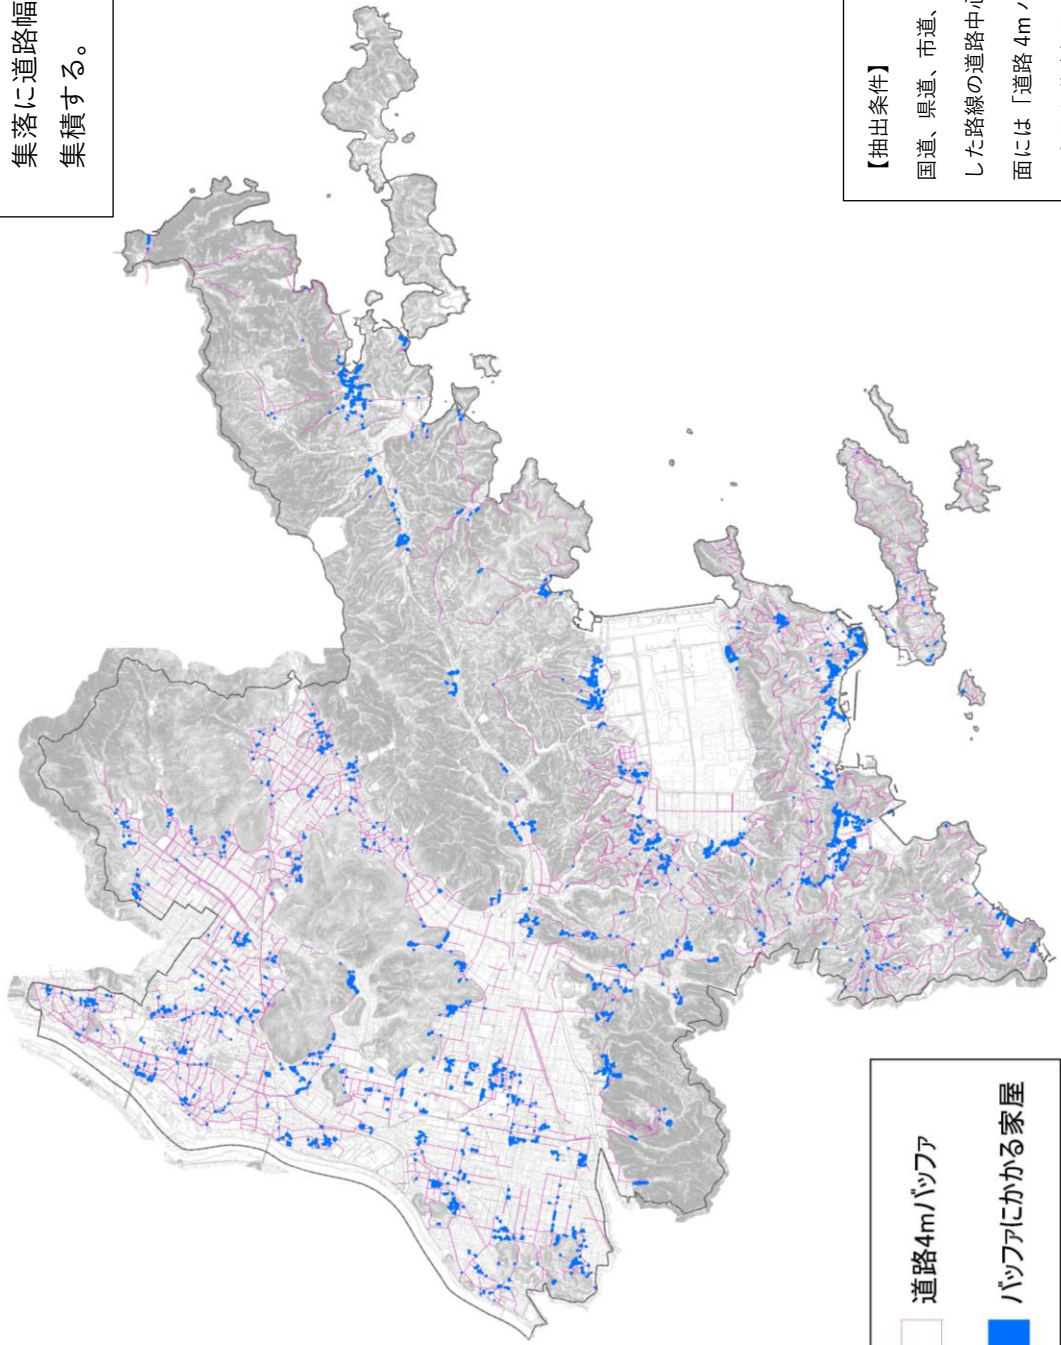 集落に道路幅
集積する。
【抽出条件】
国道、県道、市道、
した路線の道路中心
面には「道路 4m バ
道路4mバッファ
バッファにかかる家屋